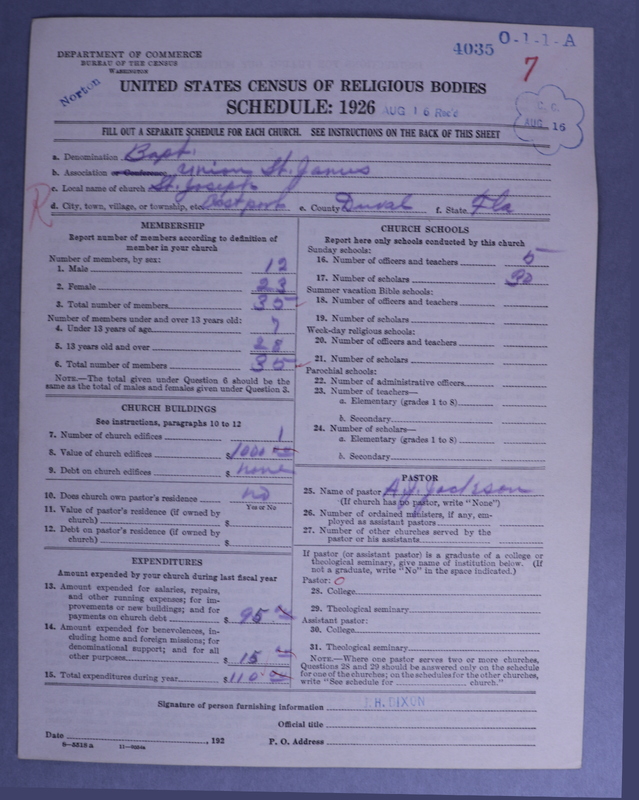 DEPARTMENT OF COMMERCE
BUREAU OF THE CENSUS
WASHINGTON
Norton
4035
O-1-1-A
7
UNITED STATES CENSUS OF RELIGIOUS BODIES
SCHEDULE: 1926
AUG 16 Rec'd
C. C.
AUG 16
FILL OUT A SEPARATE SCHEDULE FOR EACH CHURCH. SEE INSTRUCTIONS ON THE BACK OF THIS SHEET
a. Denomination Bapt.
b. Association or Conference Union St. James
c. Local name of church St. Joseph
d. City, town, village, or township, etc. Eastport e. County Duval f. State Fla
R
MEMBERSHIP
Report number of members according to definition of
member in your church
Number of members, by sex:
1. Male 12
2. Female 23
3. Total number of members 35
Number of members under and over 13 years old:
4. Under 13 years of age 7
5. 13 years old and over 28
6. Total number of members 35
NOTE.—The total given under Question 6 should be the
same as the total of males and females given under Question 3.
CHURCH BUILDINGS
See instructions, paragraphs 10 to 12
7. Number of church edifices 1
8. Value of church edifices $1000
9. Debt on church edifices $ none
10. Does church own pastor's residence no
Yes or No
11. Value of pastor's residence (if owned by
church) $
12. Debt on pastor's residence (if owned by
church) $
EXPENDITURES
Amount expended by your church during last fiscal year
13. Amount expended for salaries, repairs,
and other running expenses; for im-
provements or new buildings; and for
payments on church debt $ 95
14. Amount expended for benevolences, in-
cluding home and foreign missions; for
denominational support; and for all
other purposes $ 15
15. Total expenditures during year $110
CHURCH SCHOOLS
Report here only schools conducted by this church
Sunday schools:
16. Number of officers and teachers 5
17. Number of scholars 30
Summer vacation Bible schools:
18. Number of officers and teachers
19. Number of scholars
Week-day religious schools:
20. Number of officers and teachers
21. Number of scholars
Parochial schools:
22. Number of administrative officers
23. Number of teachers—
a. Elementary (grades 1 to 8)
b. Secondary
24. Number of scholars—
a. Elementary (grades 1 to 8)
b. Secondary
PASTOR
25. Name of pastor A. J. Jackson
(If church has no pastor, write "None")
26. Number of ordained ministers, if any, em-
ployed as assistant pastors
27. Number of other churches served by the
pastor or his assistants
If pastor (or assistant pastor) is a graduate of a college or
theological seminary, give name of institution below. (If
not a graduate, write "No" in the space indicated.)
Pastor: O
28. College
29. Theological seminary
Assistant pastor:
30. College
31. Theological seminary
NOTE.—Where one pastor serves two or more churches,
Questions 28 and 29 should be answered only on the schedule
for one of the churches; on the schedules for the other churches,
write "See schedule for church."
Signature of person furnishing information J. H. DIXON
Official title
Date , 192 P. O. Address